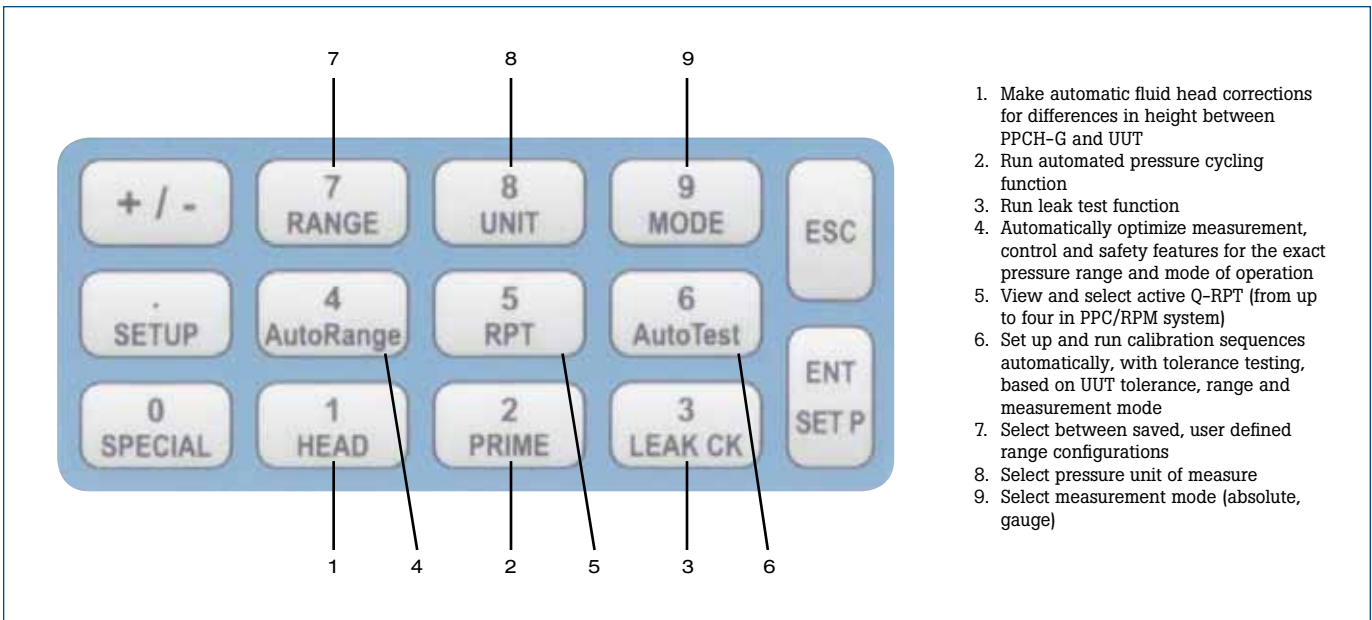 7 8 9
+ / - 7 8 9 ESC
RANGE UNIT MODE
. 4 5 6
SETUP AutoRange RPT AutoTest
ENT
SET P
0 1 2 3
SPECIAL HEAD PRIME LEAK CK
1 4 2 5 3 6
1. Make automatic fluid head corrections
for differences in height between
PPCH-G and UUT
2. Run automated pressure cycling
function
3. Run leak test function
4. Automatically optimize measurement,
control and safety features for the exact
pressure range and mode of operation
5. View and select active Q-RPT (from up
to four in PPC/RPM system)
6. Set up and run calibration sequences
automatically, with tolerance testing,
based on UUT tolerance, range and
measurement mode
7. Select between saved, user defined
range configurations
8. Select pressure unit of measure
9. Select measurement mode (absolute,
gauge)